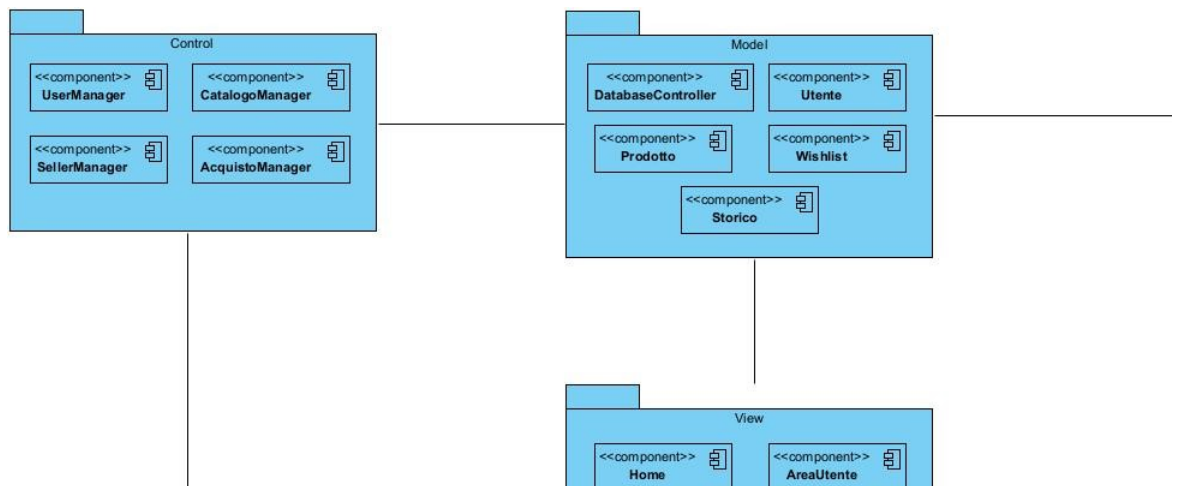 Control
<<component>>
UserManager
<<component>>
CatalogoManager
<<component>>
SellerManager
<<component>>
AcquistoManager
Model
<<component>>
DatabaseController
<<component>>
Utente
<<component>>
Prodotto
<<component>>
Wishlist
<<component>>
Storico
View
<<component>>
Home
<<component>>
AreaUtente